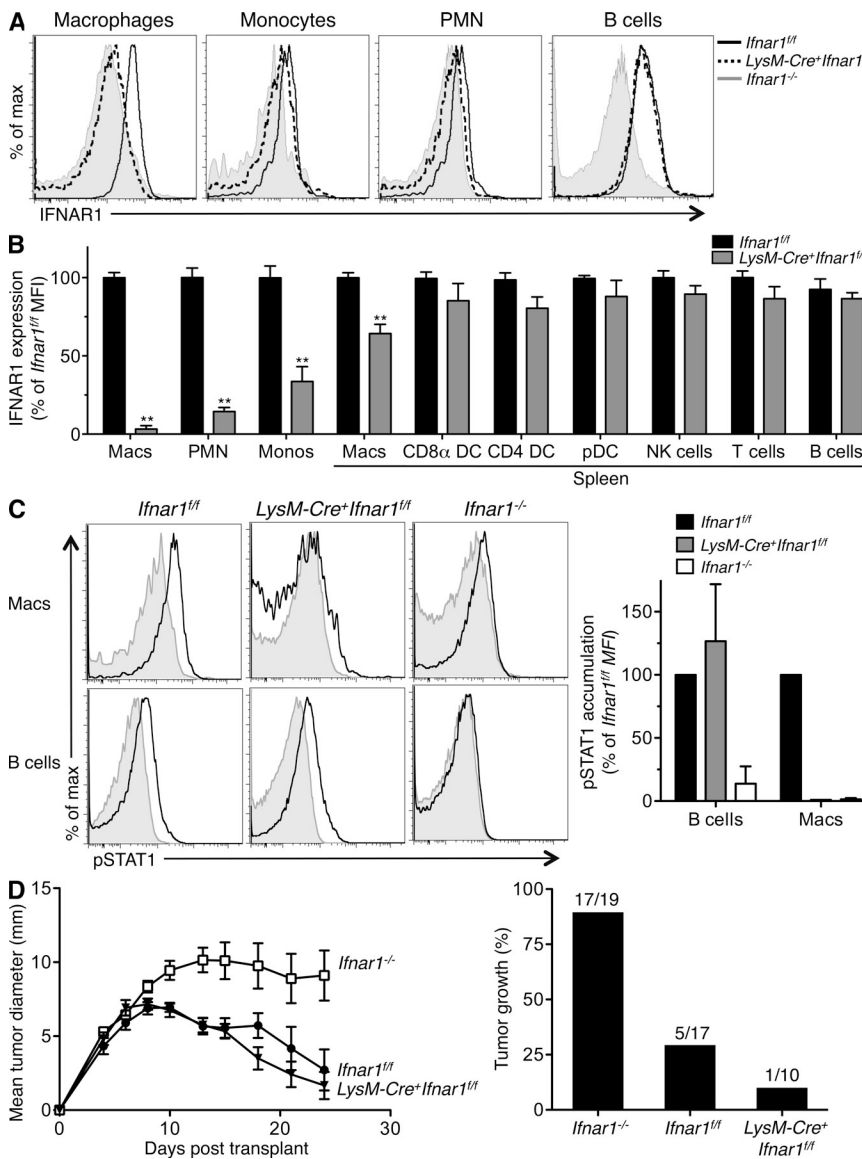 A
Macrophages Monocytes PMN B cells
Ifnar1f/f
LysM-Cre+Ifnar1
Ifnar1-/-
% of max
IFNAR1
B
Ifnar1f/f
LysM-Cre+Ifnar1f/f
IFNAR1 expression
(% of Ifnar1f/f MFI)
100
50
0
** ** ** **
Macs PMN Monos Macs CD8α DC CD4 DC pDC NK cells T cells B cells
Spleen
C
Ifnar1f/f LysM-Cre+Ifnar1f/f Ifnar1-/-
Macs
B cells
% of max
pSTAT1
Ifnar1f/f
LysM-Cre+Ifnar1f/f
Ifnar1-/-
pSTAT1 accumulation
(% of Ifnar1f/f MFI)
150
100
50
0
B cells Macs
D
Mean tumor diameter (mm)
15
10
5
0
Ifnar1-/-
Ifnar1f/f
LysM-Cre+Ifnar1f/f
0 10 20 30
Days post transplant
Tumor growth (%)
100
75
50
25
0
17/19
5/17
1/10
Ifnar1-/- Ifnar1f/f LysM-Cre+
Ifnar1f/f